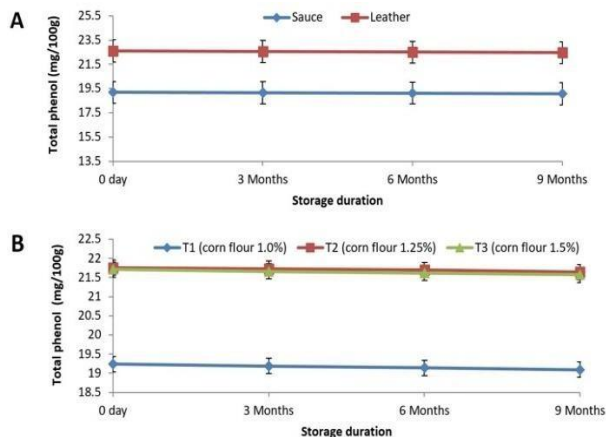 A
Sauce Leather
Total phenol (mg/100g)
25.5
23.5
21.5
19.5
17.5
15.5
13.5
0 day 3 Months 6 Months 9 Months
Storage duration
B
T1 (corn flour 1.0%) T2 (corn flour 1.25%) T3 (corn flour 1.5%)
Total phenol (mg/100g)
22.5
22
21.5
21
20.5
20
19.5
19
18.5
0 day 3 Months 6 Months 9 Months
Storage duration